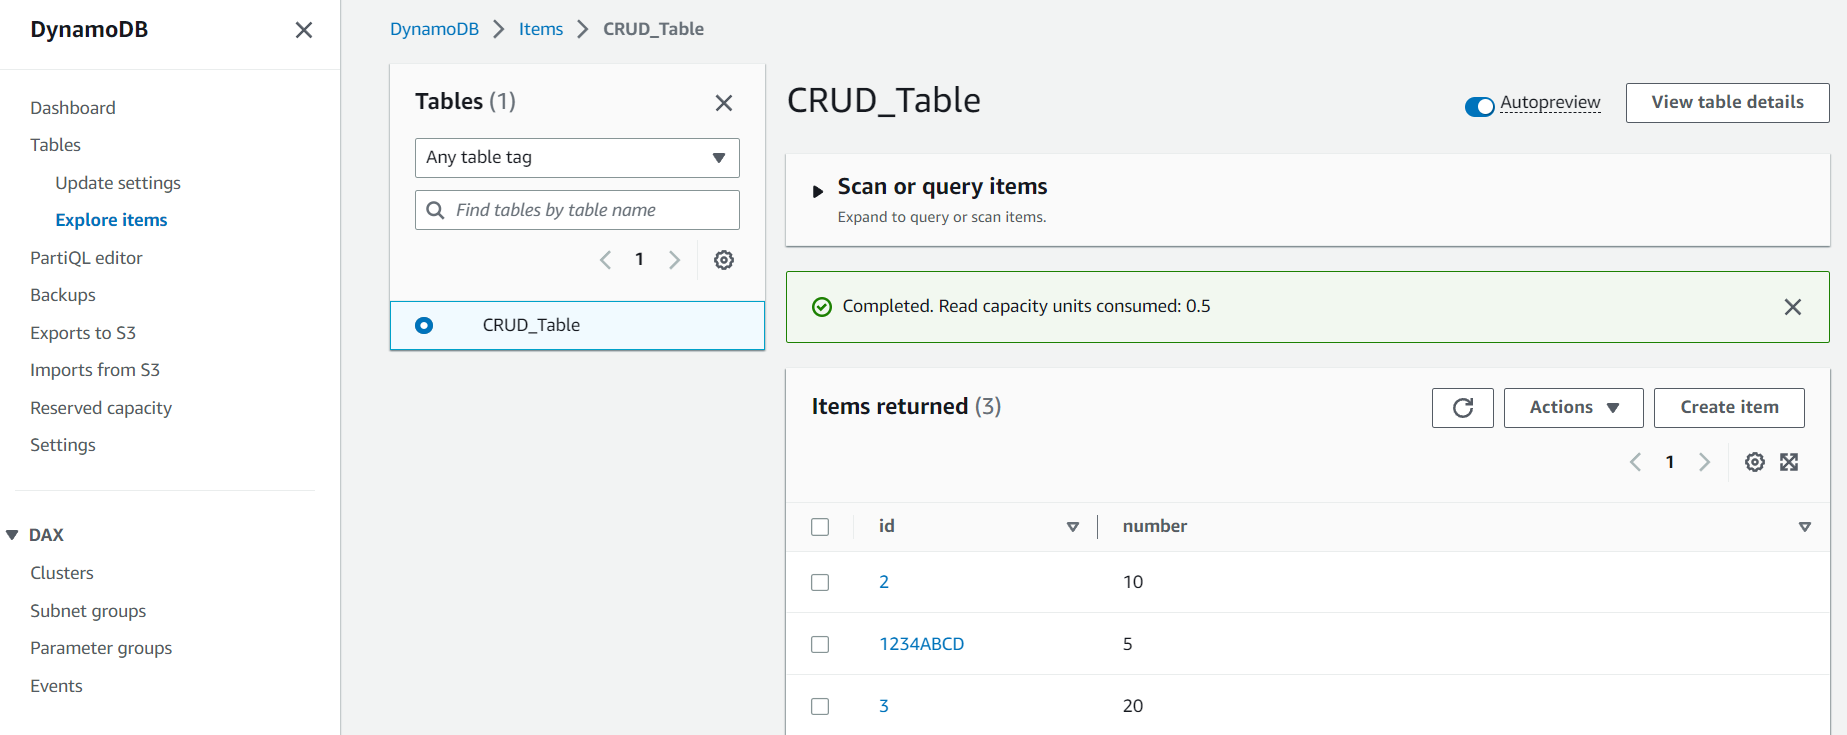 DynamoDB
Dashboard
Tables
Update settings
Explore items
PartiQL editor
Backups
Exports to S3
Imports from S3
Reserved capacity
Settings
DAX
Clusters
Subnet groups
Parameter groups
Events
DynamoDB Items CRUD_Table
Tables (1)
Any table tag
Find tables by table name
1
CRUD_Table
CRUD_Table
Autopreview
View table details
Scan or query items
Expand to query or scan items.
Completed. Read capacity units consumed: 0.5
Items returned (3)
Actions
Create item
1
id number
2 10
1234ABCD 5
3 20